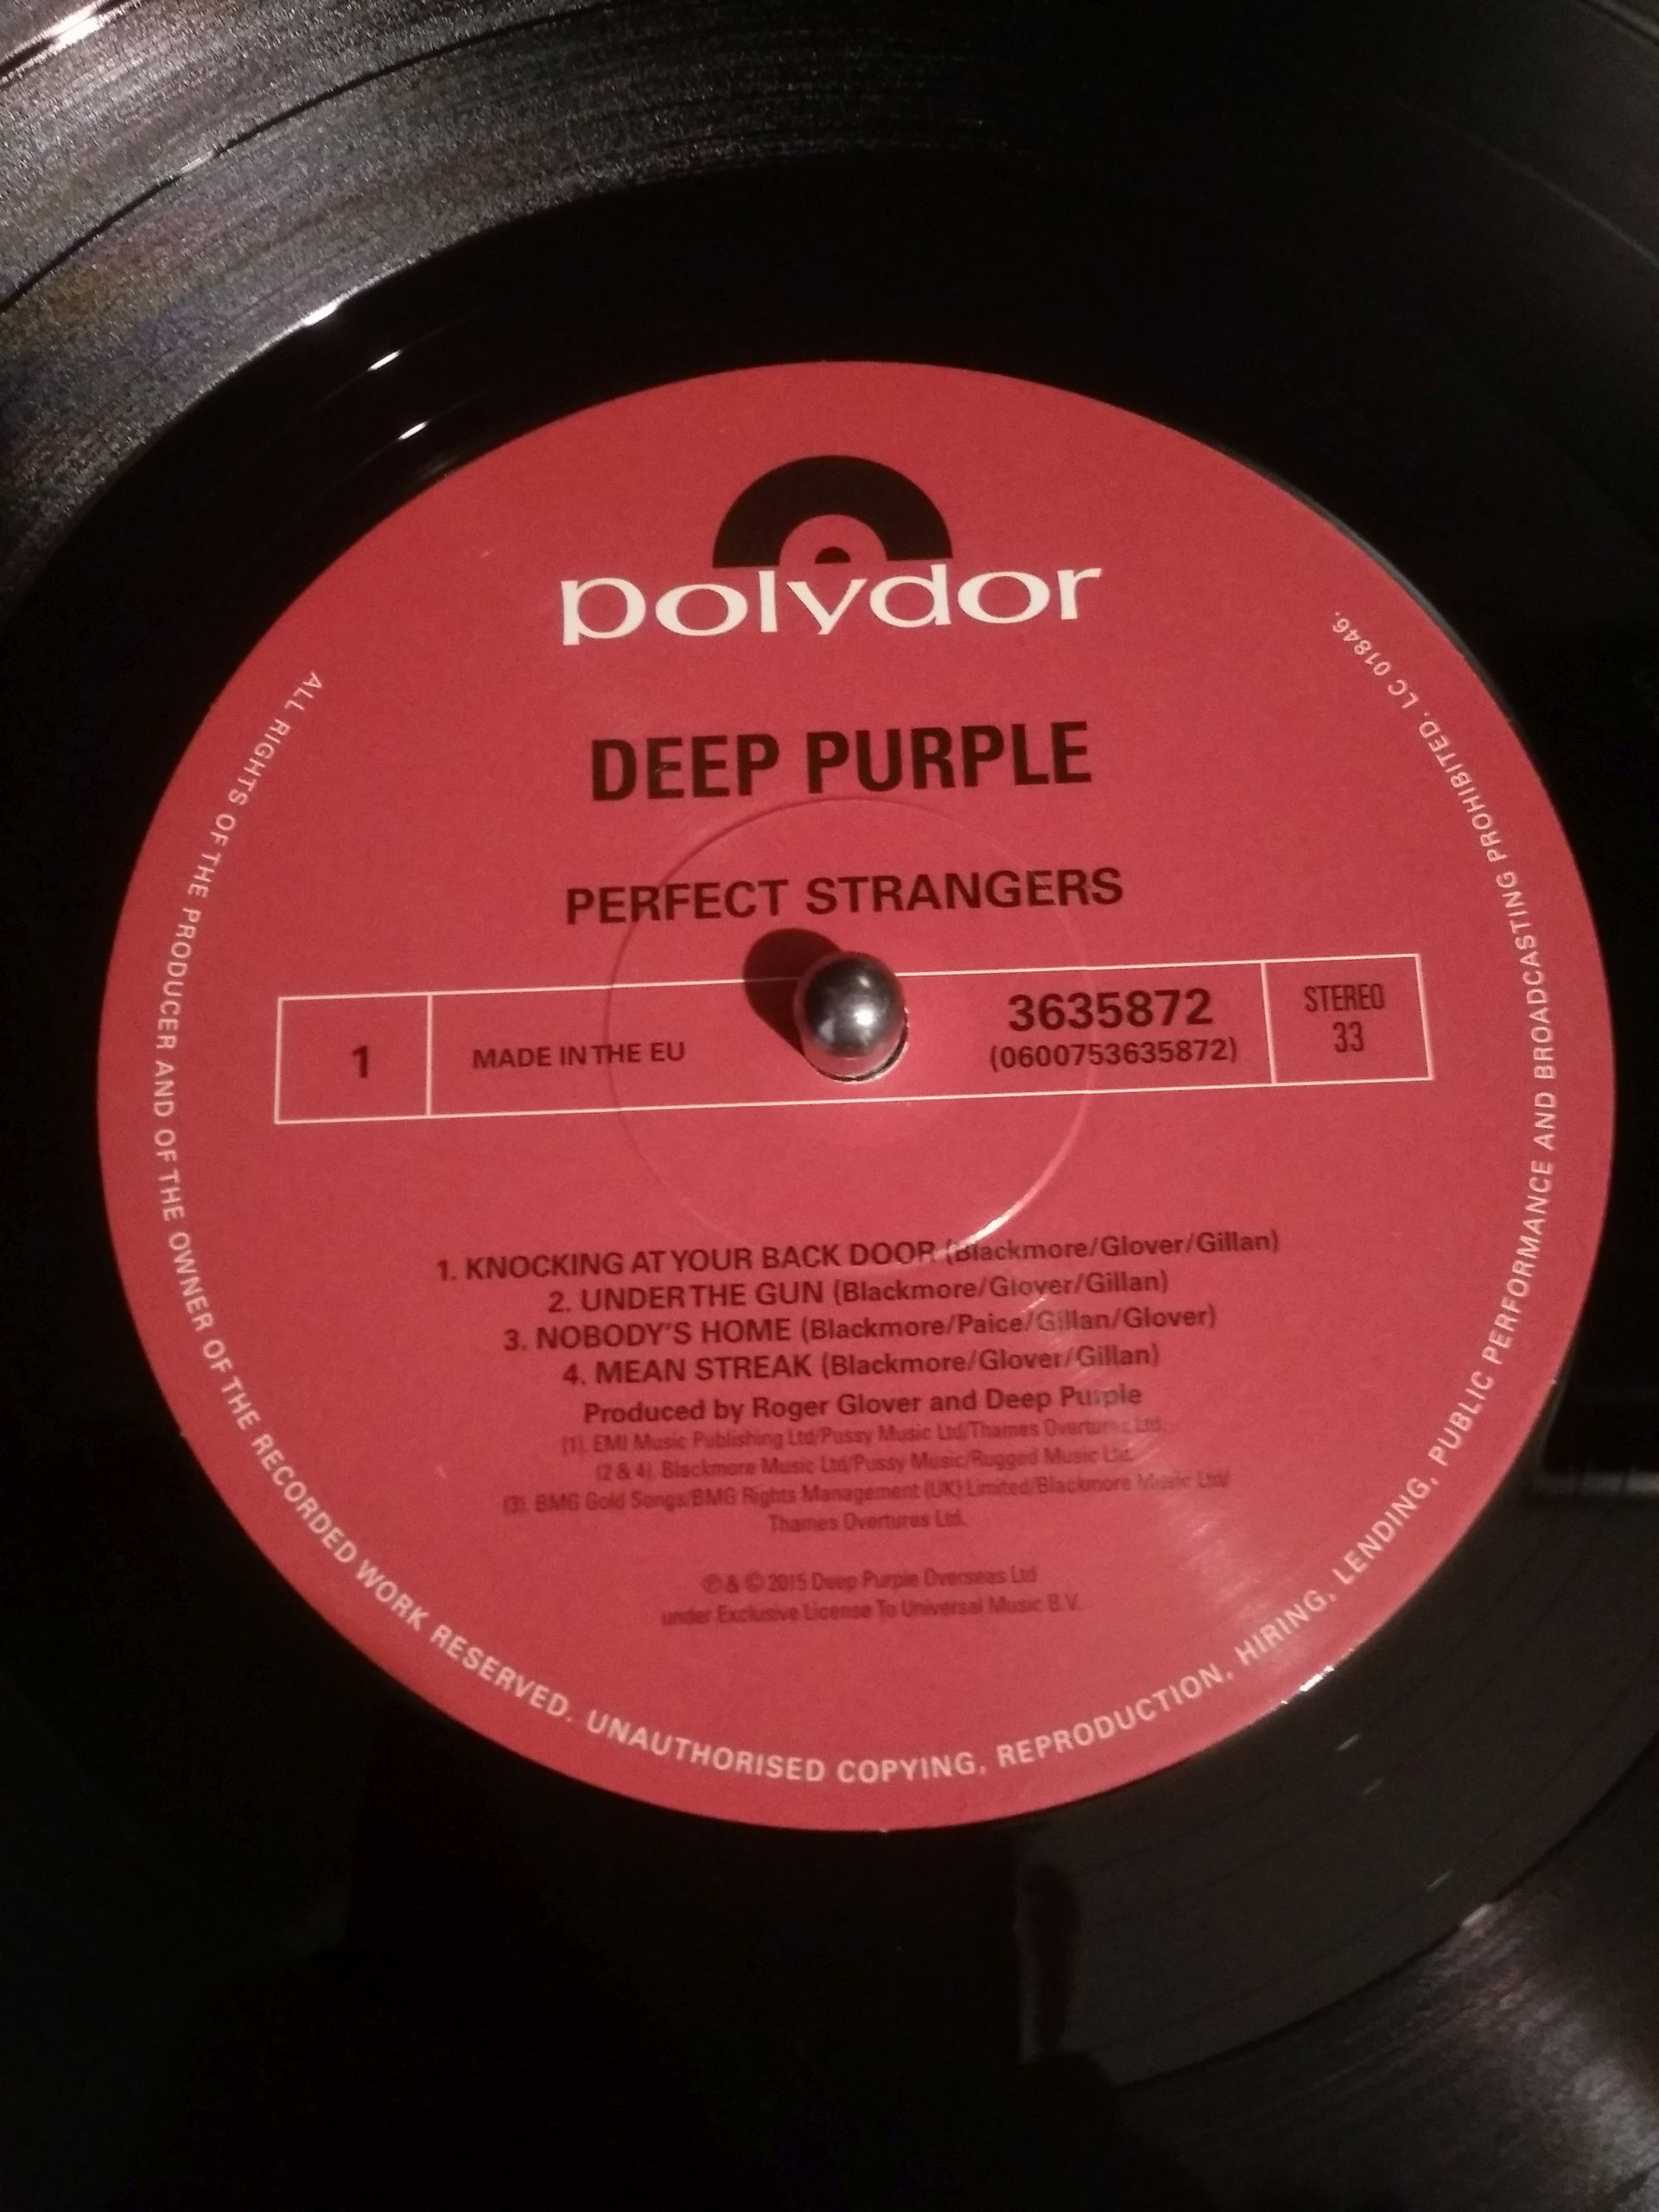 polydor
DEEP PURPLE
PERFECT STRANGERS
1
MADE IN THE EU
3635872
(0600753635872)
STEREO
33
1. KNOCKING AT YOUR BACK DOOR (Blackmore/Glover/Gillan)
2. UNDER THE GUN (Blackmore/Glover/Gillan)
3. NOBODY'S HOME (Blackmore/Paice/Gillan/Glover)
4. MEAN STREAK (Blackmore/Glover/Gillan)
Produced by Roger Glover and Deep Purple
(1). EMI Music Publishing Ltd/Pussy Music Ltd/Thames Overtures Ltd.
(2 & 4). Blackmore Music Ltd/Pussy Music/Rugged Music Ltd.
(3). BMG Gold Songs/BMG Rights Management (UK) Limited/Blackmore Music Ltd/
Thames Overtures Ltd.
℗ & © 2015 Deep Purple Overseas Ltd
under Exclusive License To Universal Music B.V.
ALL RIGHTS OF THE PRODUCER AND OF THE OWNER OF THE RECORDED WORK RESERVED. UNAUTHORISED COPYING, REPRODUCTION, HIRING, LENDING, PUBLIC PERFORMANCE AND BROADCASTING PROHIBITED. LC 01846.